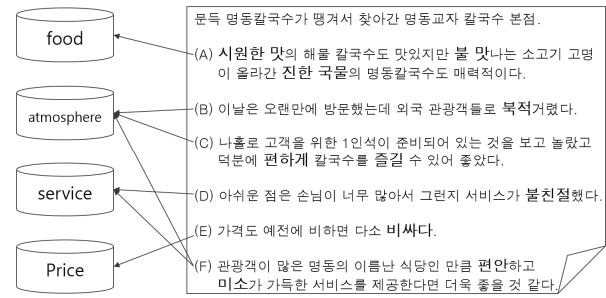 food
atmosphere
service
Price
문득 명동칼국수가 땡겨서 찾아간 명동교자 칼국수 본점.
(A) 시원한 맛의 해물 칼국수도 맛있지만 불 맛나는 소고기 고명
이 올라간 진한 국물의 명동칼국수도 매력적이다.
(B) 이날은 오랜만에 방문했는데 외국 관광객들로 북적거렸다.
(C) 나홀로 고객을 위한 1인석이 준비되어 있는 것을 보고 놀랐고
덕분에 편하게 칼국수를 즐길 수 있어 좋았다.
(D) 아쉬운 점은 손님이 너무 많아서 그런지 서비스가 불친절했다.
(E) 가격도 예전에 비하면 다소 비싸다.
(F) 관광객이 많은 명동의 이름난 식당인 만큼 편안하고
미소가 가득한 서비스를 제공한다면 더욱 좋을 것 같다.